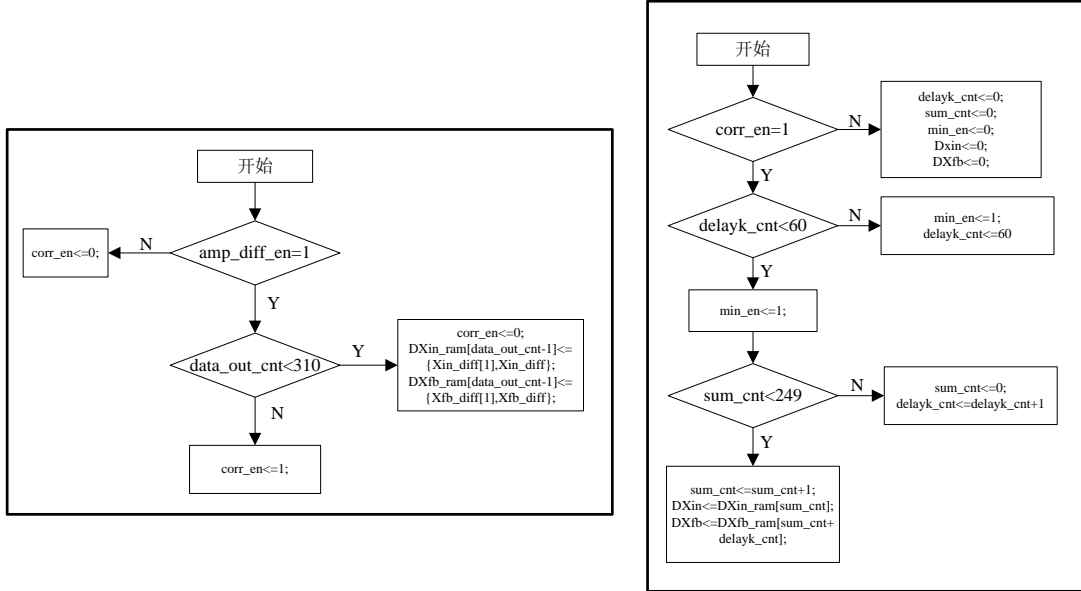 开始
amp_diff_en=1
N
corr_en<=0;
Y
data_out_cnt<310
Y
corr_en<=0;
DXin_ram[data_out_cnt-1]<=
{Xin_diff[1],Xin_diff};
DXfb_ram[data_out_cnt-1]<=
{Xfb_diff[1],Xfb_diff};
N
corr_en<=1;
开始
corr_en=1
N
delayk_cnt<=0;
sum_cnt<=0;
min_en<=0;
Dxin<=0;
DXfb<=0;
Y
delayk_cnt<60
N
min_en<=1;
delayk_cnt<=60
Y
min_en<=1;
sum_cnt<249
N
sum_cnt<=0;
delayk_cnt<=delayk_cnt+1
Y
sum_cnt<=sum_cnt+1;
DXin<=DXin_ram[sum_cnt];
DXfb<=DXfb_ram[sum_cnt+
delayk_cnt];